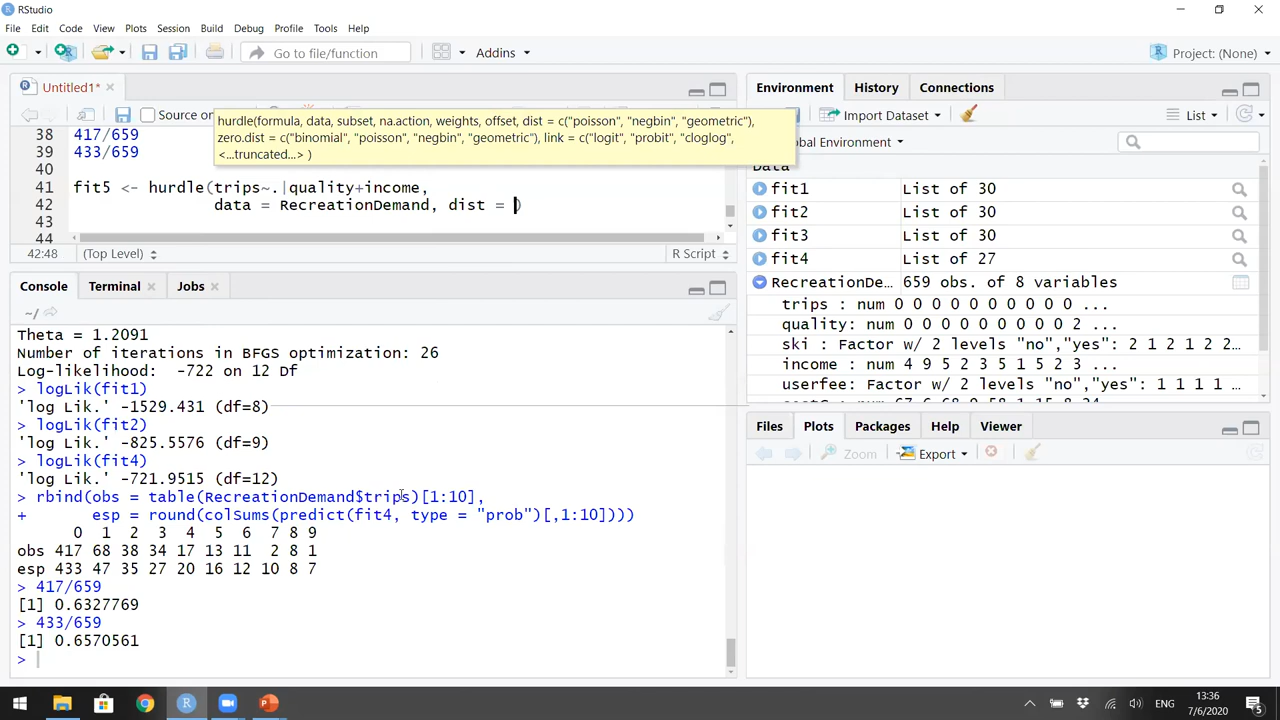 RStudio
File Edit Code View Plots Session Build Debug Profile Tools Help
Go to file/function
Addins
Project: (None)
Untitled1*
Source on
38 417/659
39 433/659
40
41 fit5 <- hurdle(trips~.|quality+income,
42 data = RecreationDemand, dist = )
43
44
hurdle(formula, data, subset, na.action, weights, offset, dist = c("poisson", "negbin", "geometric"),
zero.dist = c("binomial", "poisson", "negbin", "geometric"), link = c("logit", "probit", "cloglog",
<...truncated...> )
42:48 (Top Level) R Script
Console Terminal Jobs
~/
Theta = 1.2091
Number of iterations in BFGS optimization: 26
Log-likelihood: -722 on 12 Df
> logLik(fit1)
'log Lik.' -1529.431 (df=8)
> logLik(fit2)
'log Lik.' -825.5576 (df=9)
> logLik(fit4)
'log Lik.' -721.9515 (df=12)
> rbind(obs = table(RecreationDemand$trips)[1:10],
+ esp = round(colSums(predict(fit4, type = "prob")[,1:10])))
0 1 2 3 4 5 6 7 8 9
obs 417 68 38 34 17 13 11 2 8 1
esp 433 47 35 27 20 16 12 10 8 7
> 417/659
[1] 0.6327769
> 433/659
[1] 0.6570561
>
Environment History Connections
Import Dataset List
obal Environment
Data
fit1 List of 30
fit2 List of 30
fit3 List of 30
fit4 List of 27
RecreationDe… 659 obs. of 8 variables
trips : num 0 0 0 0 0 0 0 0 0 0 ...
quality: num 0 0 0 0 0 0 0 0 0 2 ...
ski : Factor w/ 2 levels "no","yes": 2 1 2 1 2 2…
income : num 4 9 5 2 3 5 1 5 2 3 ...
userfee: Factor w/ 2 levels "no","yes": 1 1 1 1 …
Files Plots Packages Help Viewer
Zoom Export
ENG
13:36
7/6/2020
5